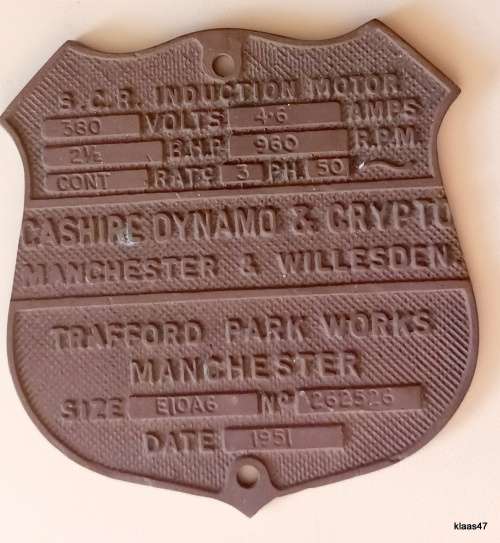 S.C.R. INDUCTION MOTOR
380 VOLTS 4·6 AMPS
2½ B.H.P. 960 R.P.M.
CONT RATG 3 PH. 50 ~
CASHIRE DYNAMO & CRYPTO
MANCHESTER & WILLESDEN.
TRAFFORD PARK WORKS.
MANCHESTER
SIZE E10A6 No 262526
DATE 1951
klaas47